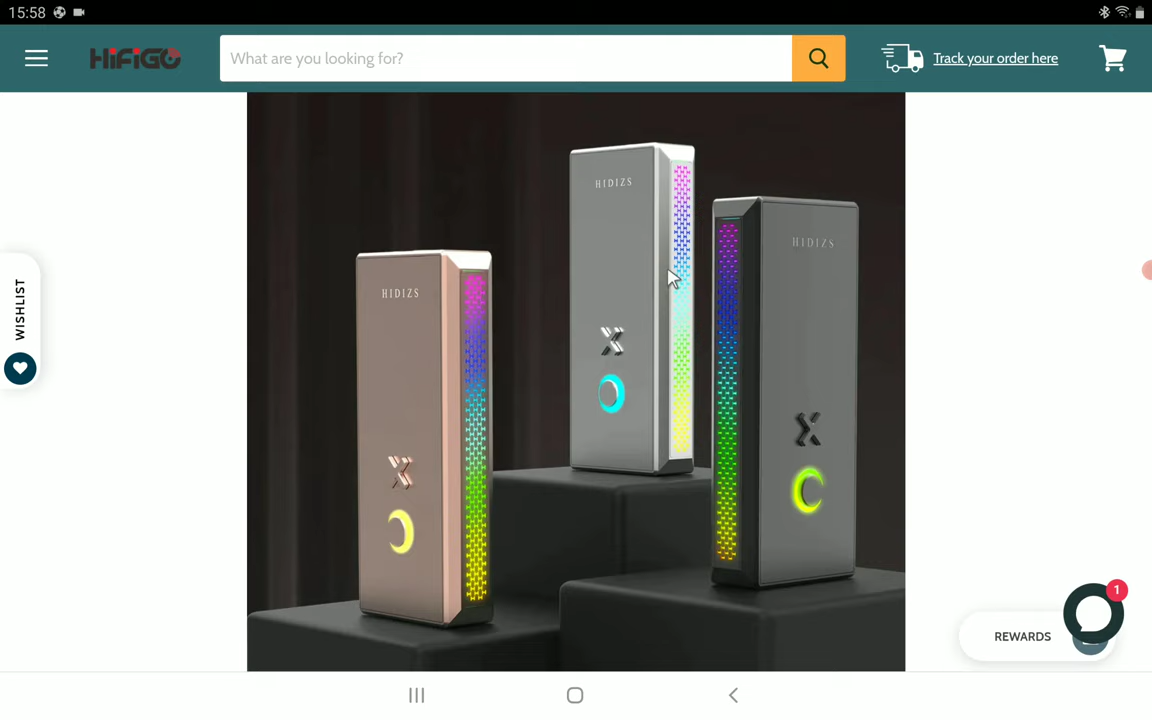 15:58
HiFiGO
What are you looking for?
Track your order here
HIDIZS
HIDIZS
HIDIZS
X
X
X
WISHLIST
1
REWARDS